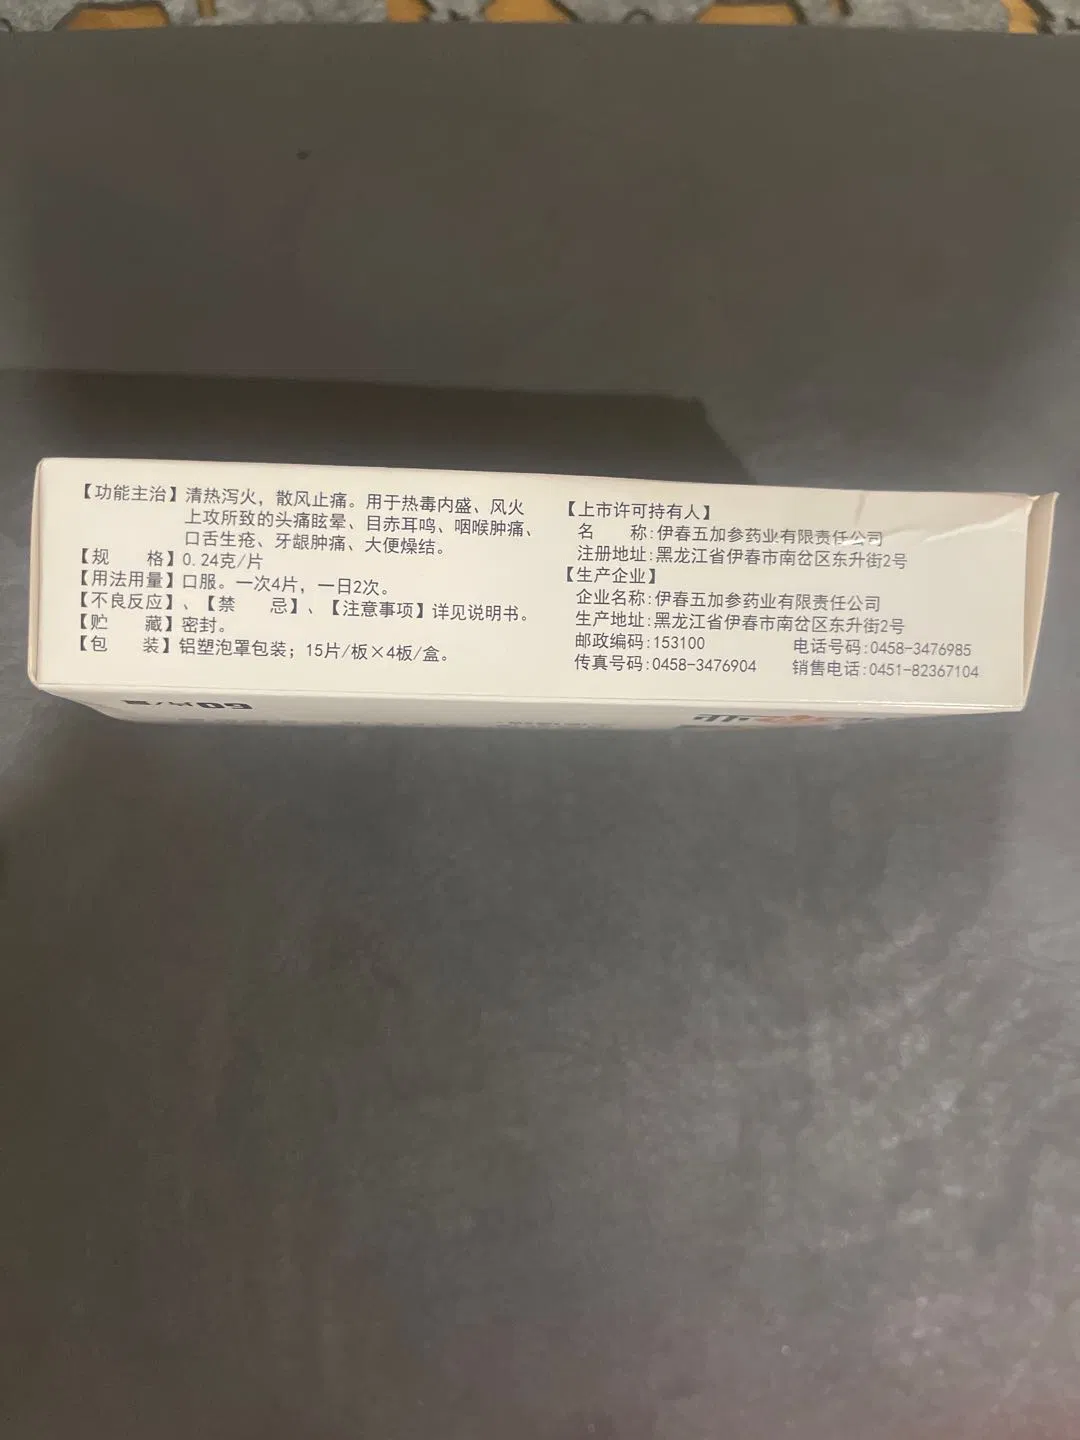 【功能主治】清热泻火，散风止痛。用于热毒内盛、风火
上攻所致的头痛眩晕、目赤耳鸣、咽喉肿痛、
口舌生疮、牙龈肿痛、大便燥结。
【规　　格】0.24克/片
【用法用量】口服。一次4片，一日2次。
【不良反应】、【禁　　忌】、【注意事项】详见说明书。
【贮　　藏】密封。
【包　　装】铝塑泡罩包装；15片/板×4板/盒。
【上市许可持有人】
名　　称:伊春五加参药业有限责任公司
注册地址:黑龙江省伊春市南岔区东升街2号
【生产企业】
企业名称:伊春五加参药业有限责任公司
生产地址:黑龙江省伊春市南岔区东升街2号
邮政编码:153100　电话号码:0458-3476985
传真号码:0458-3476904　销售电话:0451-82367104